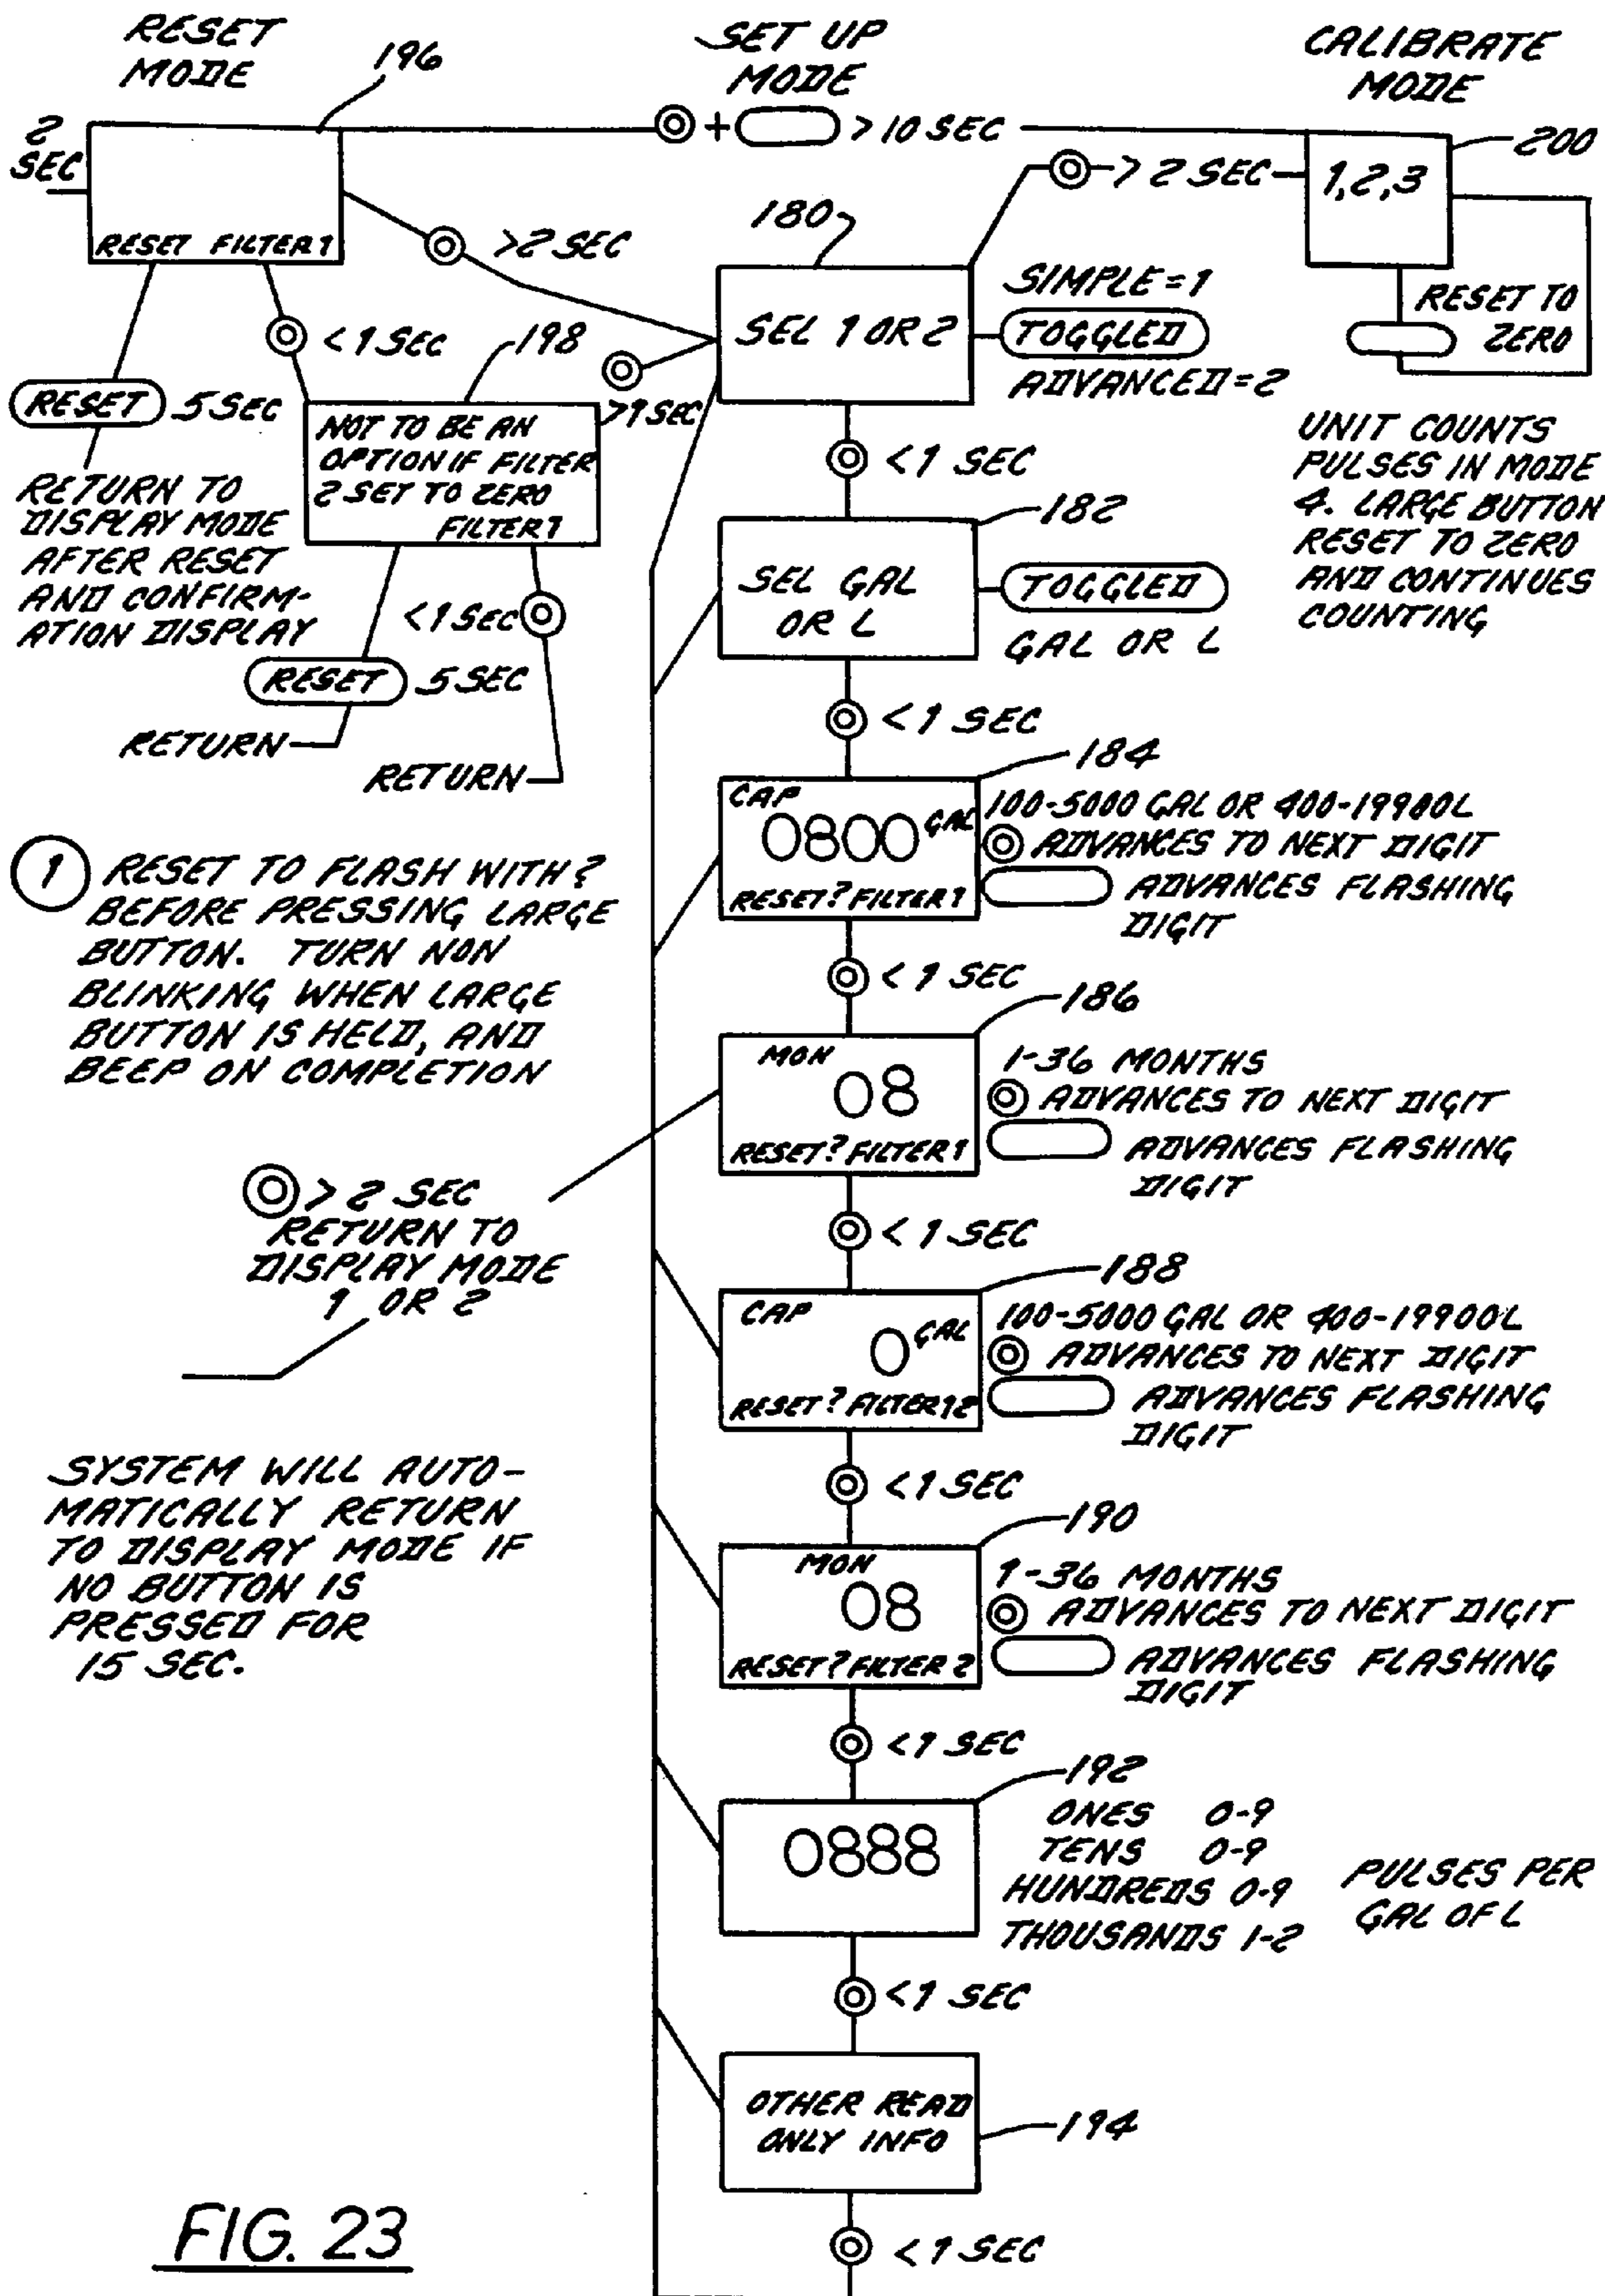 RESET
MODE
196
SET UP
MODE
CALIBRATE
MODE
2
SEC
+ > 10 SEC
200
> 2 SEC
1,2,3
180
RESET FILTER1
>2 SEC
SEL 1 OR 2
SIMPLE=1
TOGGLED
ADVANCED=2
RESET TO
ZERO
< 1 SEC
198
>1 SEC
RESET .5 SEC
NOT TO BE AN
OPTION IF FILTER
2 SET TO ZERO
FILTER1
< 1 SEC
UNIT COUNTS
PULSES IN MODE
4. LARGE BUTTON
RESET TO ZERO
AND CONTINUES
COUNTING
RETURN TO
DISPLAY MODE
AFTER RESET
AND CONFIRM-
ATION DISPLAY
182
SEL GAL
OR L
TOGGLED
GAL OR L
<1 SEC
RESET .5 SEC
RETURN
RETURN
< 1 SEC
184
CAP
0800 GAL
RESET? FILTER1
100-5000 GAL OR 400-19900L
ADVANCES TO NEXT DIGIT
ADVANCES FLASHING
DIGIT
1 RESET TO FLASH WITH ?
BEFORE PRESSING LARGE
BUTTON. TURN NON
BLINKING WHEN LARGE
BUTTON IS HELD, AND
BEEP ON COMPLETION
< 1 SEC
186
MON
08
RESET? FILTER1
1-36 MONTHS
ADVANCES TO NEXT DIGIT
ADVANCES FLASHING
DIGIT
> 2 SEC
RETURN TO
DISPLAY MODE
1 OR 2
< 1 SEC
188
CAP
0 GAL
RESET? FILTER12
100-5000 GAL OR 400-19900L
ADVANCES TO NEXT DIGIT
ADVANCES FLASHING
DIGIT
SYSTEM WILL AUTO-
MATICALLY RETURN
TO DISPLAY MODE IF
NO BUTTON IS
PRESSED FOR
15 SEC.
<1 SEC
190
MON
08
RESET? FILTER 2
1-36 MONTHS
ADVANCES TO NEXT DIGIT
ADVANCES FLASHING
DIGIT
<1 SEC
192
0888
ONES 0-9
TENS 0-9
HUNDREDS 0-9
THOUSANDS 1-2
PULSES PER
GAL OF L
<1 SEC
OTHER READ
ONLY INFO
194
< 1 SEC
FIG. 23